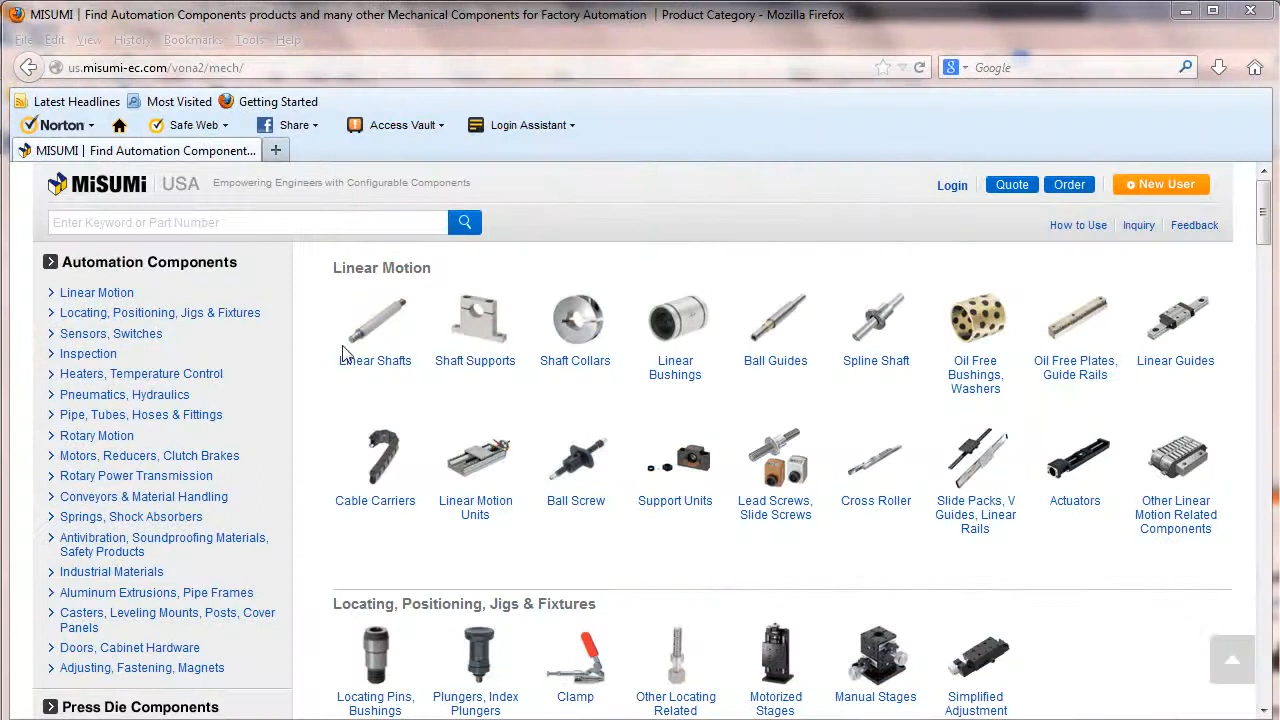 MISUMI | Find Automation Components products and many other Mechanical Components for Factory Automation | Product Category - Mozilla Firefox
File Edit View History Bookmarks Tools Help
us.misumi-ec.com/vona2/mech/
Google
Latest Headlines Most Visited Getting Started
Norton Safe Web Share Access Vault Login Assistant
MISUMI | Find Automation Component...
MiSUMi USA Empowering Engineers with Configurable Components
Login Quote Order New User
Enter Keyword or Part Number
How to Use Inquiry Feedback
Automation Components
Linear Motion
Locating, Positioning, Jigs & Fixtures
Sensors, Switches
Inspection
Heaters, Temperature Control
Pneumatics, Hydraulics
Pipe, Tubes, Hoses & Fittings
Rotary Motion
Motors, Reducers, Clutch Brakes
Rotary Power Transmission
Conveyors & Material Handling
Springs, Shock Absorbers
Antivibration, Soundproofing Materials,
Safety Products
Industrial Materials
Aluminum Extrusions, Pipe Frames
Casters, Leveling Mounts, Posts, Cover
Panels
Doors, Cabinet Hardware
Adjusting, Fastening, Magnets
Press Die Components
Linear Motion
Linear Shafts
Shaft Supports
Shaft Collars
Linear
Bushings
Ball Guides
Spline Shaft
Oil Free
Bushings,
Washers
Oil Free Plates,
Guide Rails
Linear Guides
Cable Carriers
Linear Motion
Units
Ball Screw
Support Units
Lead Screws,
Slide Screws
Cross Roller
Slide Packs, V
Guides, Linear
Rails
Actuators
Other Linear
Motion Related
Components
Locating, Positioning, Jigs & Fixtures
Locating Pins,
Bushings
Plungers, Index
Plungers
Clamp
Other Locating
Related
Motorized
Stages
Manual Stages
Simplified
Adjustment